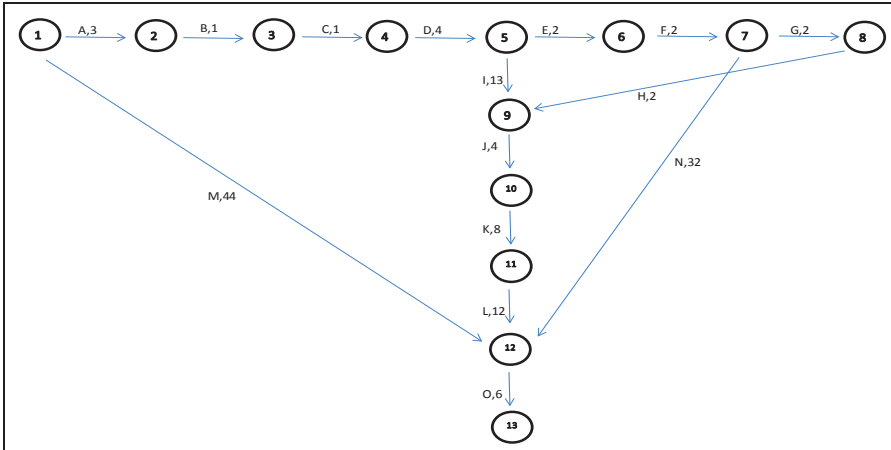 1 A,3 2 B,1 3 C,1 4 D,4 5 E,2 6 F,2 7 G,2 8
I,13
H,2
9
J,4
N,32
10
M,44
K,8
11
L,12
12
O,6
13